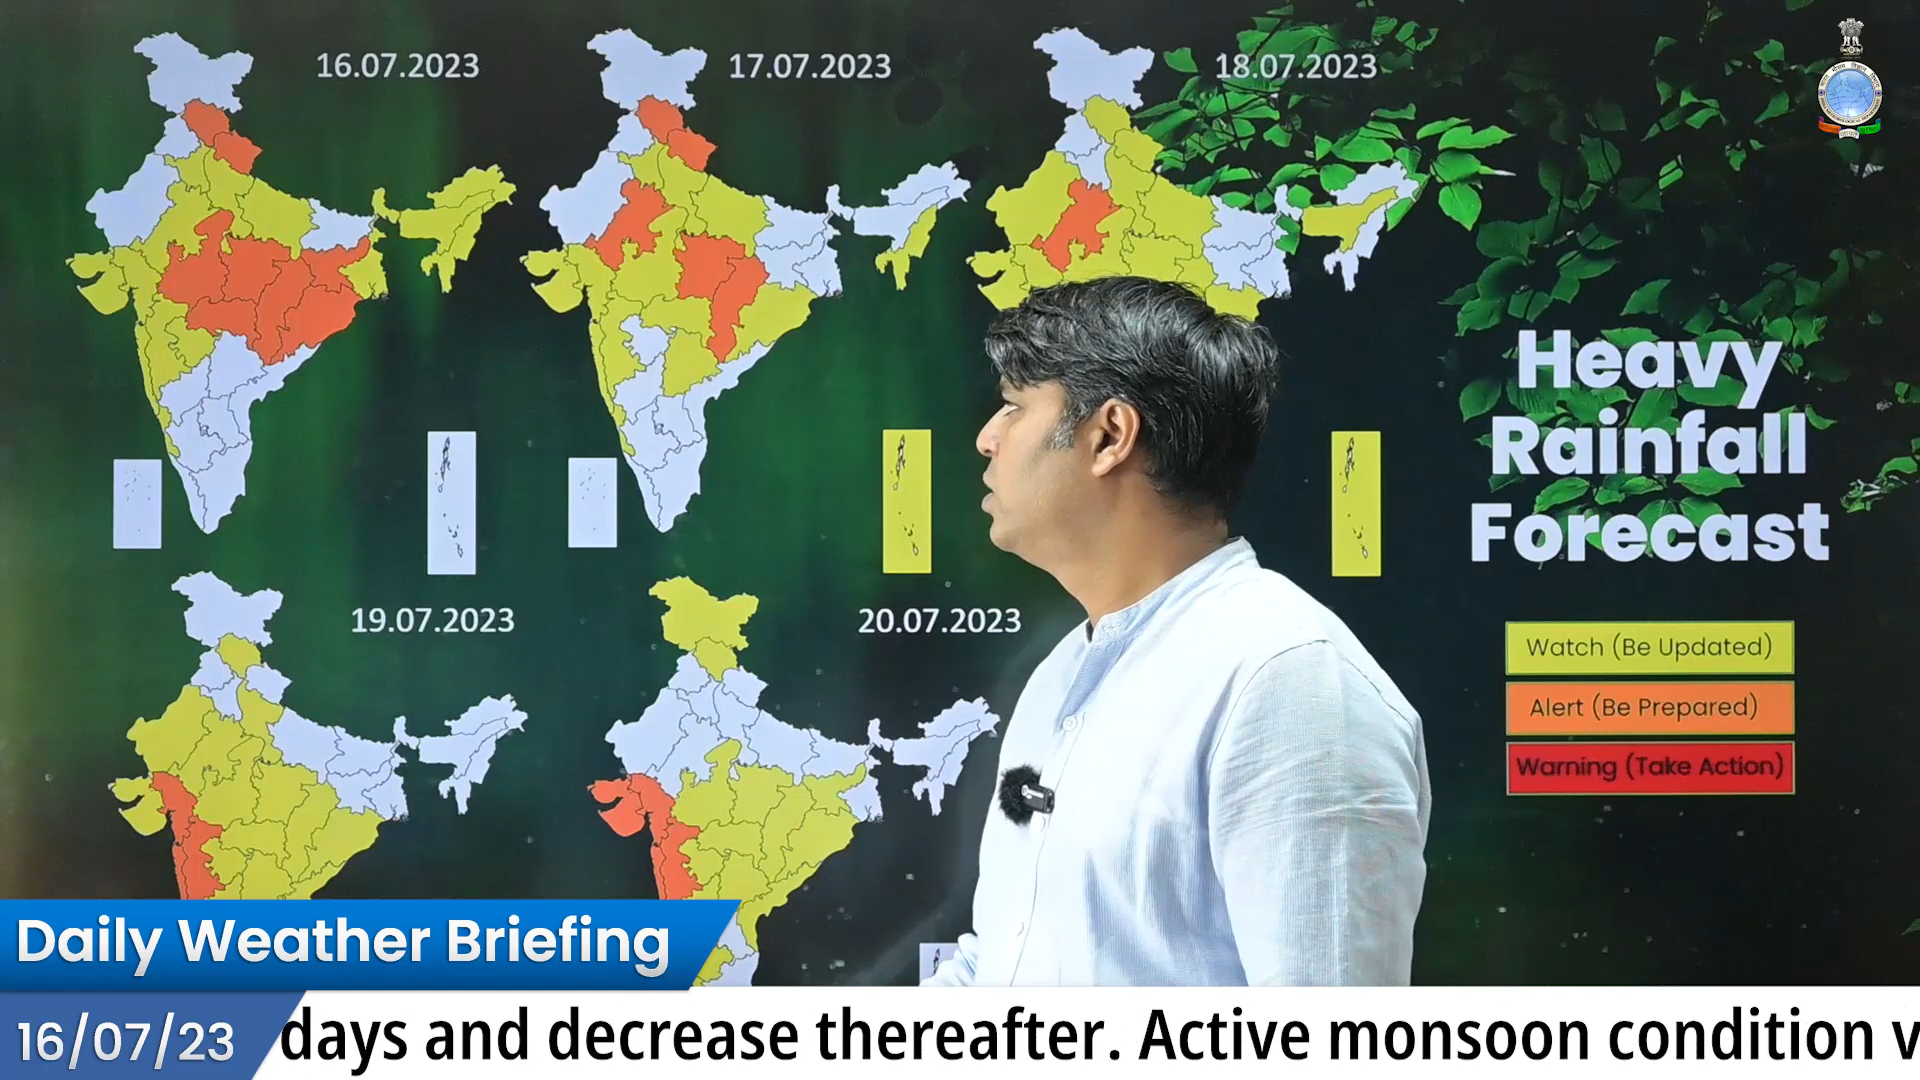 16.07.2023
17.07.2023
18.07.2023
Heavy
Rainfall
Forecast
19.07.2023
20.07.2023
Watch (Be Updated)
Alert (Be Prepared)
Warning (Take Action)
Daily Weather Briefing
16/07/23
days and decrease thereafter. Active monsoon condition